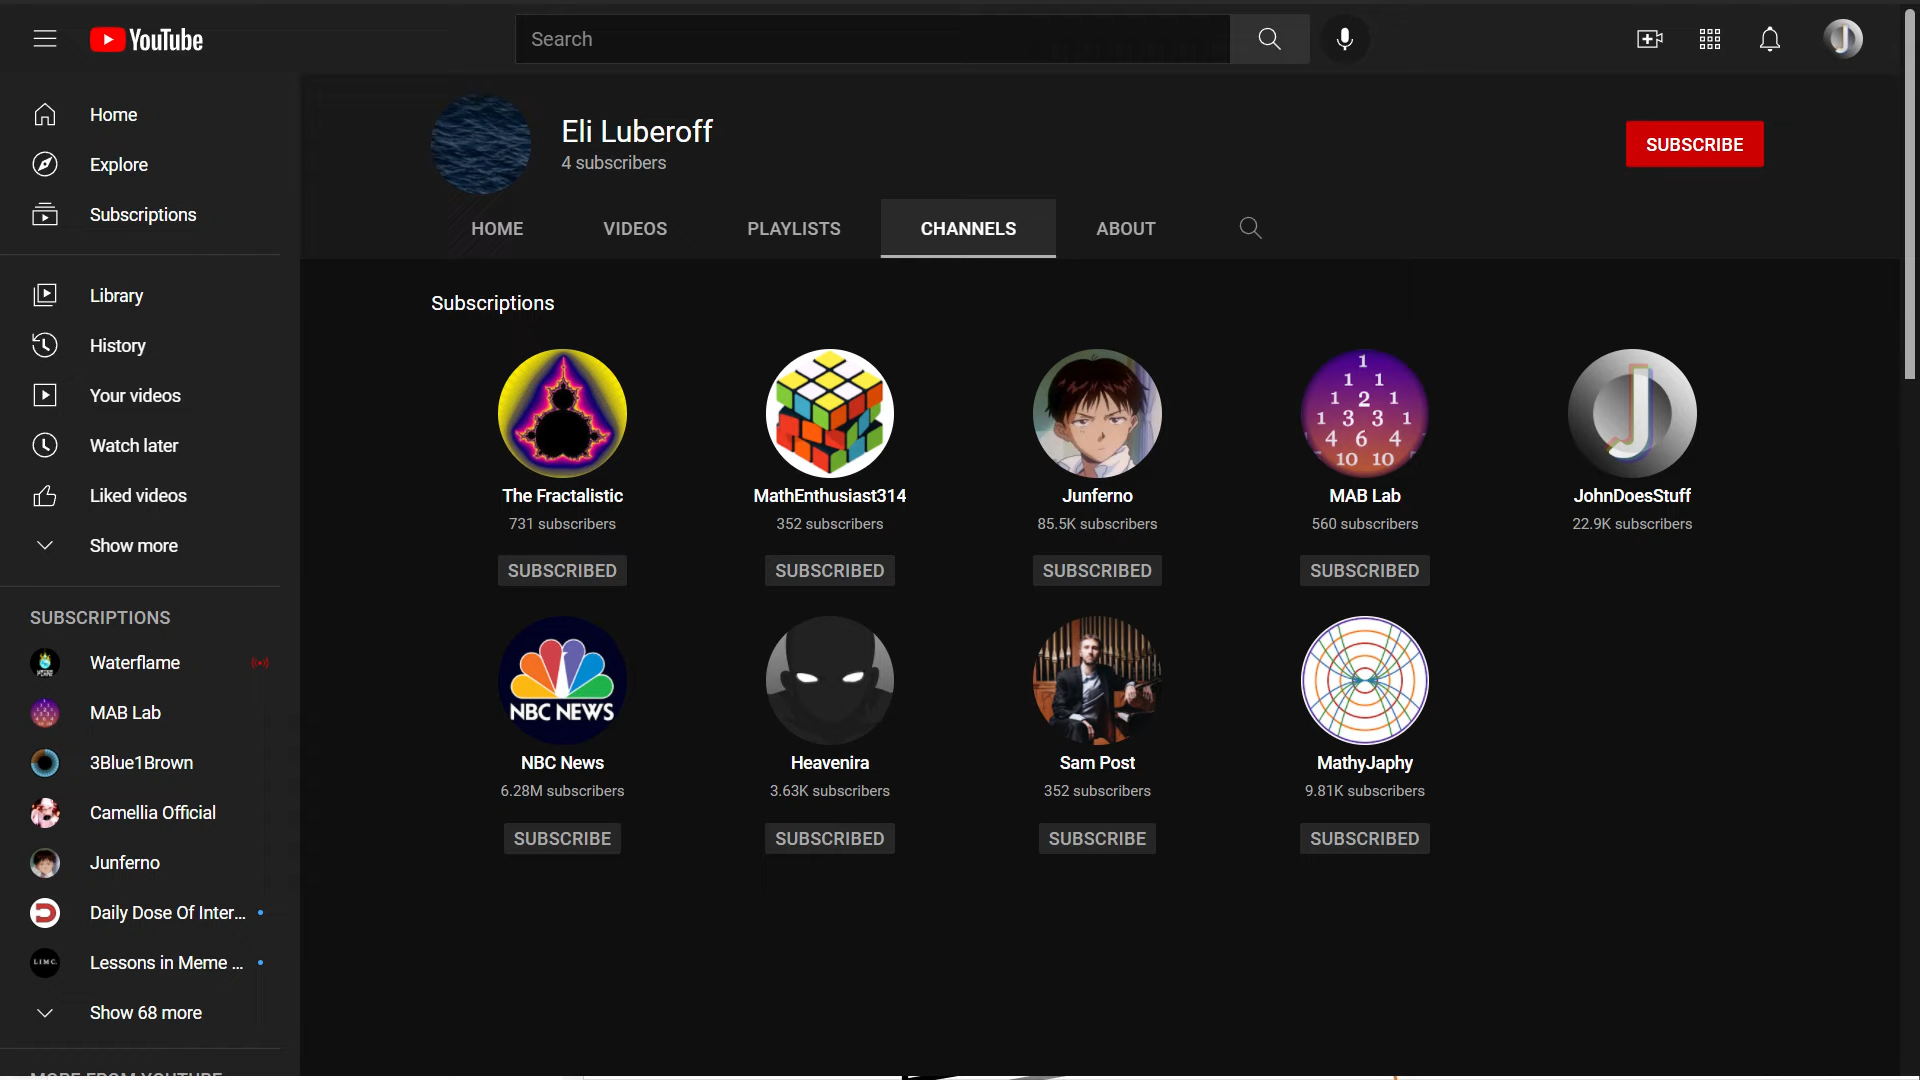 YouTube
Search
Home
Explore
Subscriptions
Library
History
Your videos
Watch later
Liked videos
Show more
SUBSCRIPTIONS
Waterflame
MAB Lab
3Blue1Brown
Camellia Official
Junferno
Daily Dose Of Inter...
LIMC.
Lessons in Meme ...
Show 68 more
MORE FROM YOUTUBE
Eli Luberoff
4 subscribers
SUBSCRIBE
HOME
VIDEOS
PLAYLISTS
CHANNELS
ABOUT
Subscriptions
The Fractalistic
731 subscribers
SUBSCRIBED
MathEnthusiast314
352 subscribers
SUBSCRIBED
Junferno
85.5K subscribers
SUBSCRIBED
1
1 1
1 2 1
1 3 3 1
4 6 4
10 10
MAB Lab
560 subscribers
SUBSCRIBED
J
JohnDoesStuff
22.9K subscribers
NBC NEWS
NBC News
6.28M subscribers
SUBSCRIBE
Heavenira
3.63K subscribers
SUBSCRIBED
Sam Post
352 subscribers
SUBSCRIBE
MathyJaphy
9.81K subscribers
SUBSCRIBED